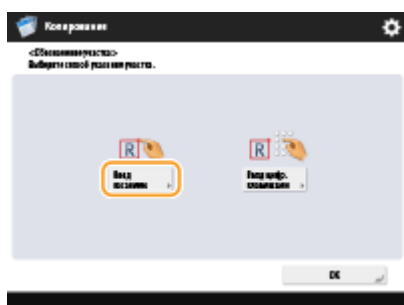 Копирование
<Обозначение участка>
Выберите способ указания участка.
Ввод
касанием
Ввод цифр.
клавишами
OK